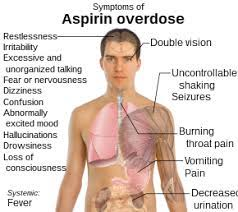 Symptoms of
Aspirin overdose
Restlessness
Irritability
Excessive and
unorganized talking
Fear or nervousness
Dizziness
Confusion
Abnormally
excited mood
Hallucinations
Drowsiness
Loss of
consciousness
Systemic:
Fever
Double vision
Uncontrollable
shaking
Seizures
Burning
throat pain
Vomiting
Pain
Decreased
urination